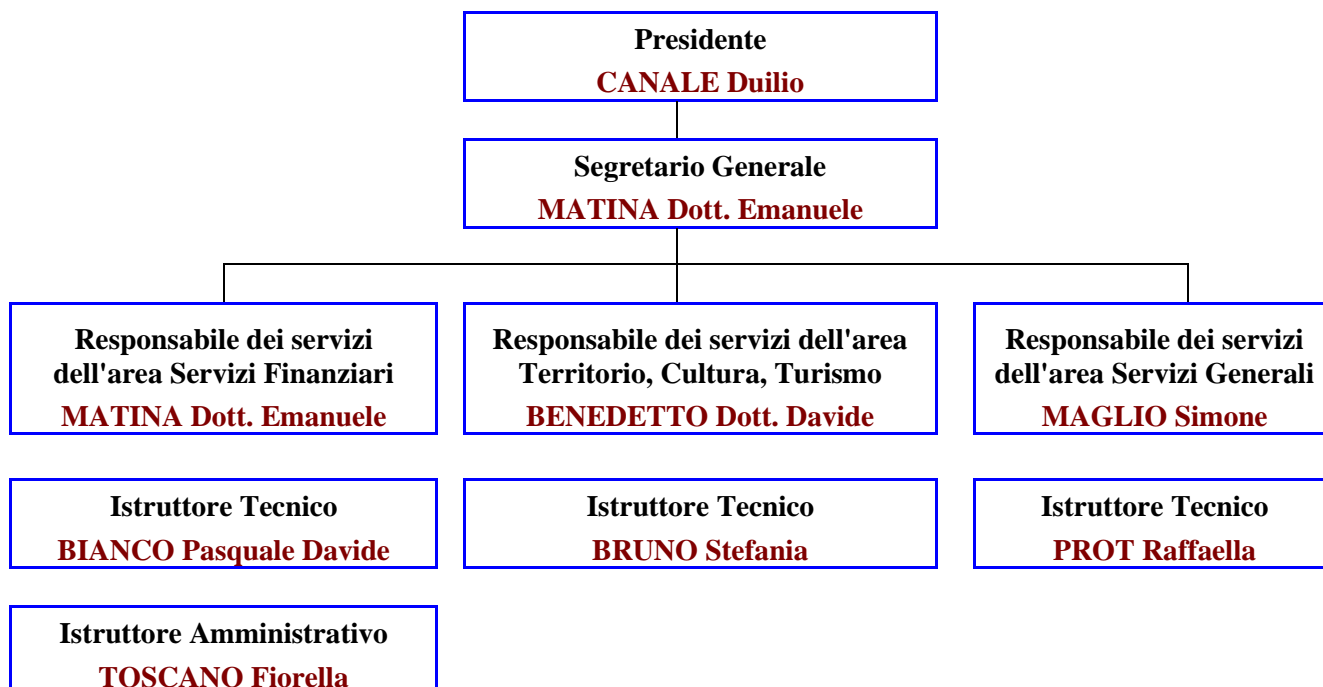 Presidente
CANALE Duilio
Segretario Generale
MATINA Dott. Emanuele
Responsabile dei servizi
dell'area Servizi Finanziari
MATINA Dott. Emanuele
Responsabile dei servizi dell'area
Territorio, Cultura, Turismo
BENEDETTO Dott. Davide
Responsabile dei servizi
dell'area Servizi Generali
MAGLIO Simone
Istruttore Tecnico
BIANCO Pasquale Davide
Istruttore Tecnico
BRUNO Stefania
Istruttore Tecnico
PROT Raffaella
Istruttore Amministrativo
TOSCANO Fiorella